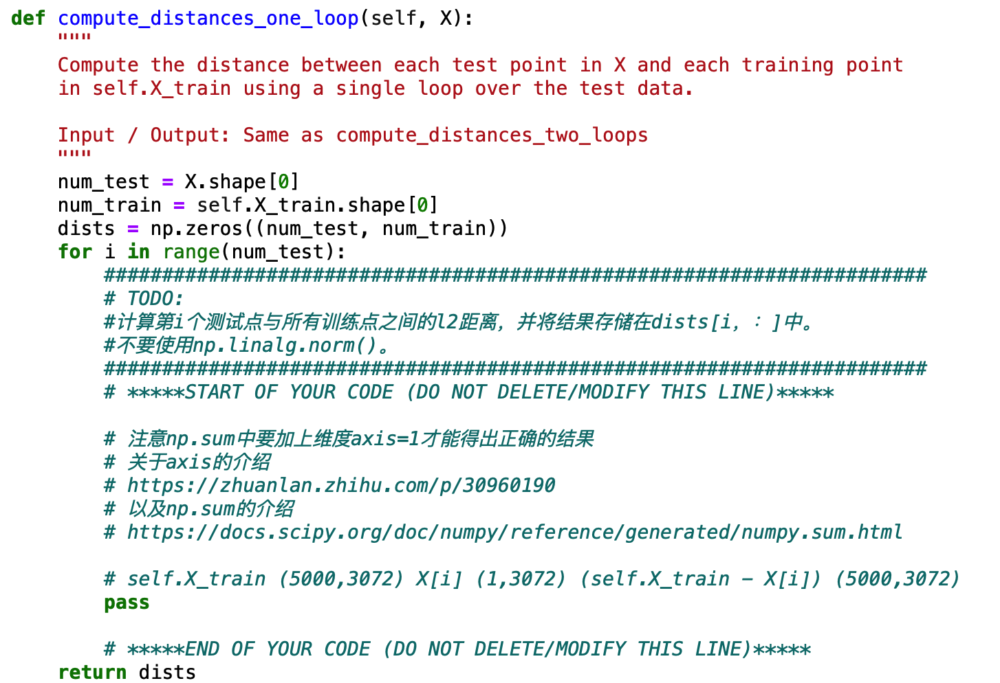 def compute_distances_one_loop(self, X):
"""
Compute the distance between each test point in X and each training point
in self.X_train using a single loop over the test data.
Input / Output: Same as compute_distances_two_loops
"""
num_test = X.shape[0]
num_train = self.X_train.shape[0]
dists = np.zeros((num_test, num_train))
for i in range(num_test):
#######################################################################
# TODO:
#计算第i个测试点与所有训练点之间的l2距离，并将结果存储在dists[i，：]中。
#不要使用np.linalg.norm()。
#######################################################################
# *****START OF YOUR CODE (DO NOT DELETE/MODIFY THIS LINE)*****
# 注意np.sum中要加上维度axis=1才能得出正确的结果
# 关于axis的介绍
# https://zhuanlan.zhihu.com/p/30960190
# 以及np.sum的介绍
# https://docs.scipy.org/doc/numpy/reference/generated/numpy.sum.html
# self.X_train (5000,3072) X[i] (1,3072) (self.X_train - X[i]) (5000,3072)
pass
# *****END OF YOUR CODE (DO NOT DELETE/MODIFY THIS LINE)*****
return dists